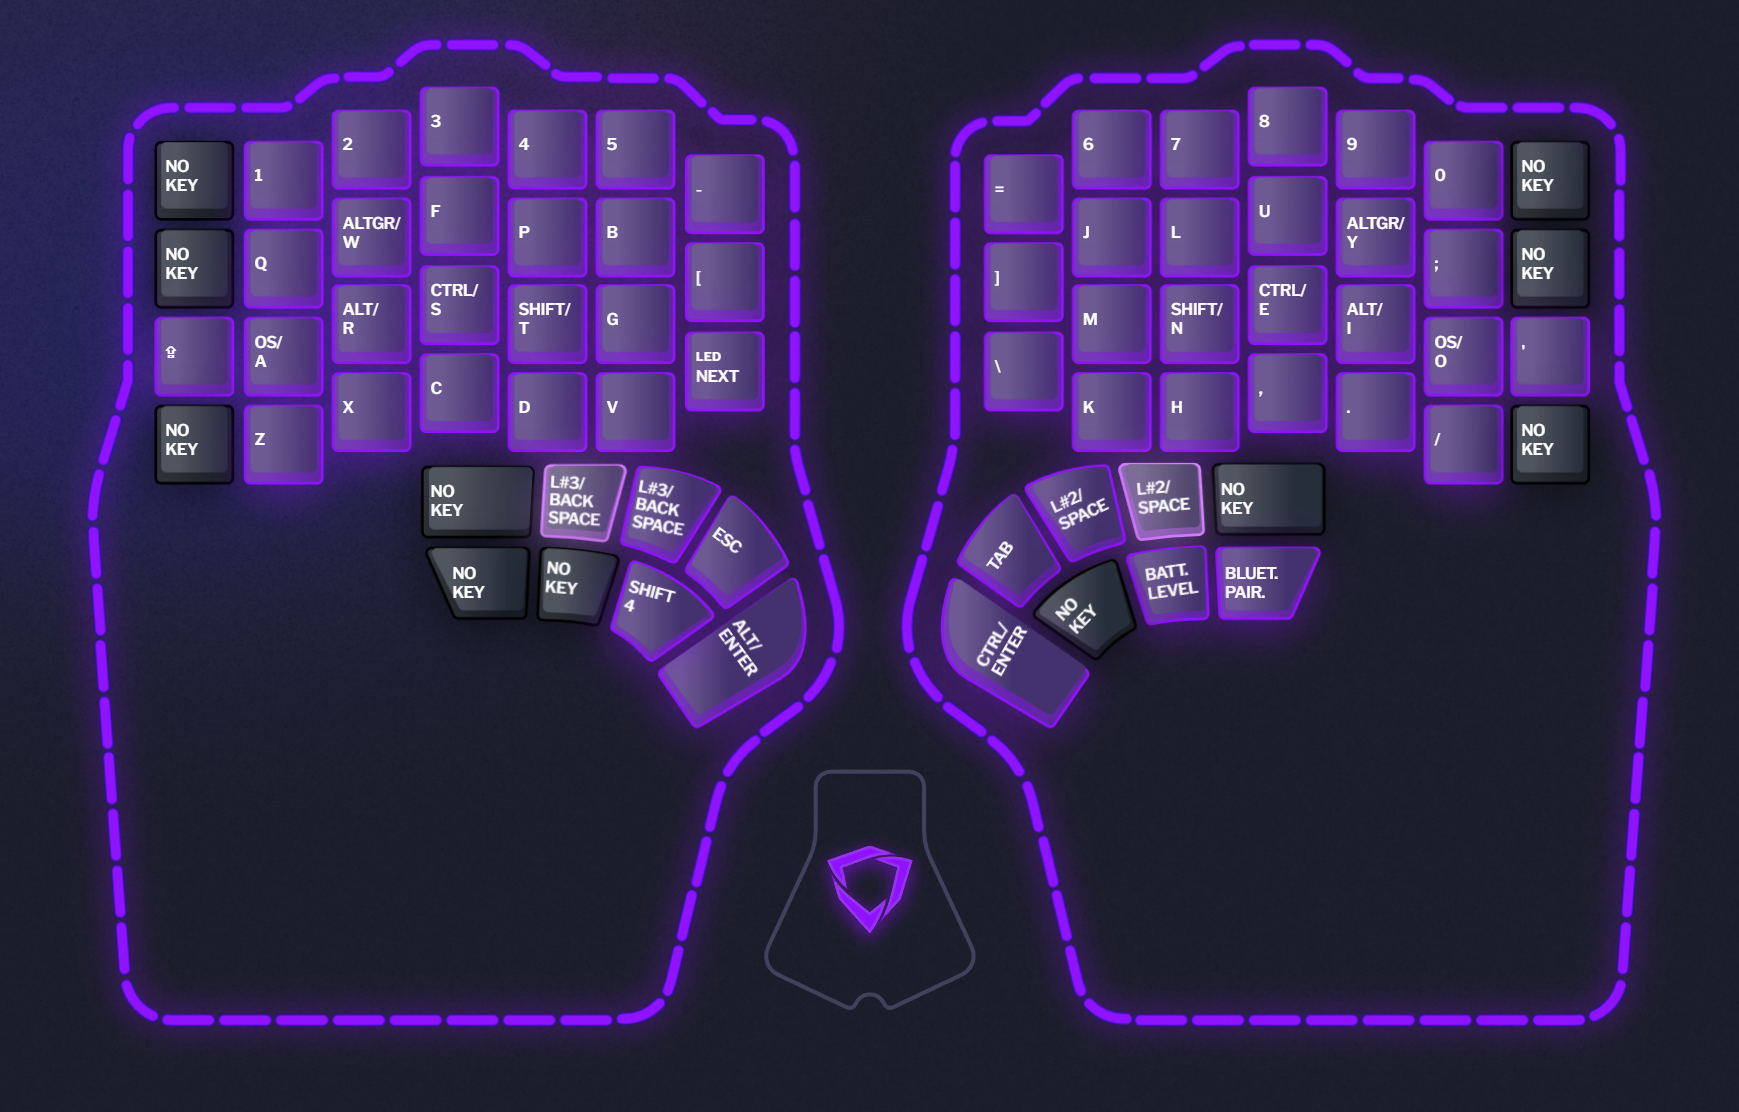 NO
KEY
1
2
3
4
5
-
NO
KEY
Q
ALTGR/
W
F
P
B
[
⇪
OS/
A
ALT/
R
CTRL/
S
SHIFT/
T
G
LED
NEXT
NO
KEY
Z
X
C
D
V
NO
KEY
L#3/
BACK
SPACE
L#3/
BACK
SPACE
ESC
NO
KEY
NO
KEY
SHIFT
4
ALT/
ENTER
=
6
7
8
9
0
NO
KEY
]
J
L
U
ALTGR/
Y
;
NO
KEY
\
M
SHIFT/
N
CTRL/
E
ALT/
I
OS/
O
'
K
H
,
.
/
NO
KEY
TAB
L#2/
SPACE
L#2/
SPACE
NO
KEY
CTRL/
ENTER
NO
KEY
BATT.
LEVEL
BLUET.
PAIR.